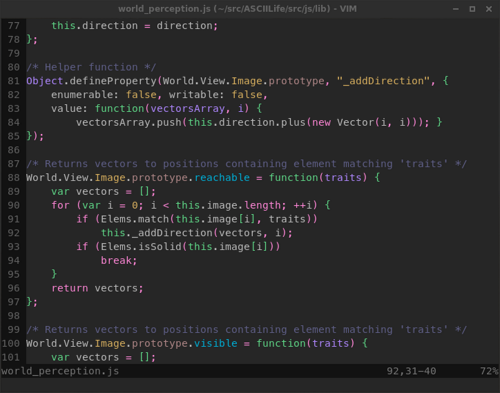 world_perception.js (~/src/ASCIILife/src/js/lib) - VIM
77     this.direction = direction;
78 };
79
80 /* Helper function */
81 Object.defineProperty(World.View.Image.prototype, "_addDirection", {
82     enumerable: false, writable: false,
83     value: function(vectorsArray, i) {
84         vectorsArray.push(this.direction.plus(new Vector(i, i))); }
85 });
86
87 /* Returns vectors to positions containing element matching 'traits' */
88 World.View.Image.prototype.reachable = function(traits) {
89     var vectors = [];
90     for (var i = 0; i < this.image.length; ++i) {
91         if (Elems.match(this.image[i], traits))
92             this._addDirection(vectors, i);
93         if (Elems.isSolid(this.image[i]))
94             break;
95     }
96     return vectors;
97 };
98
99 /* Returns vectors to positions containing element matching 'traits' */
100 World.View.Image.prototype.visible = function(traits) {
101     var vectors = [];
world_perception.js 92,31-40 72%